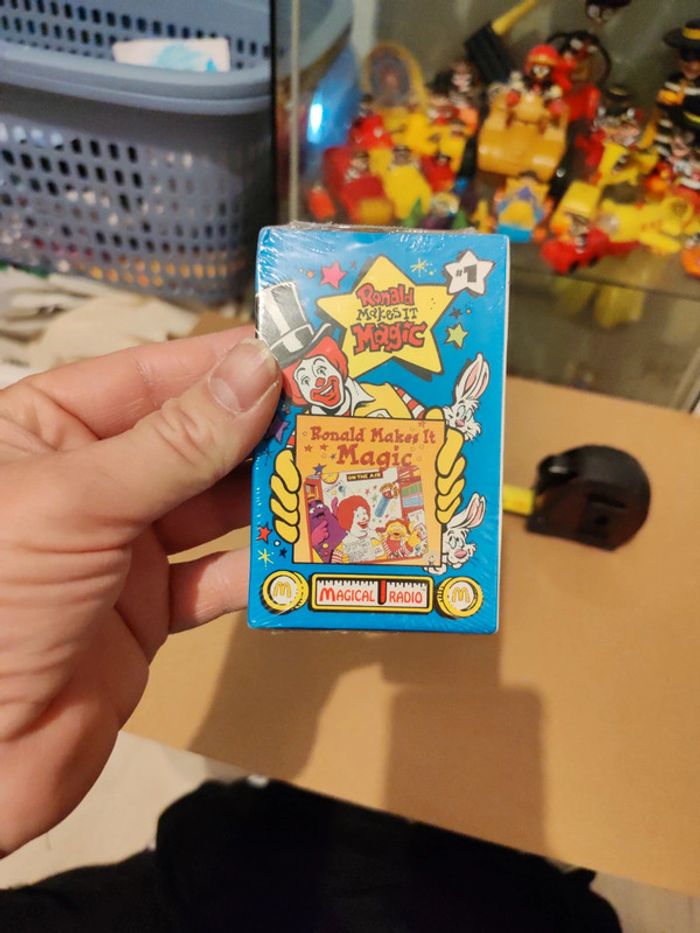 #1
Ronald
Makes IT
Magic
Ronald Makes It
Magic
ON THE AIR
M
MAGICAL RADIO
M